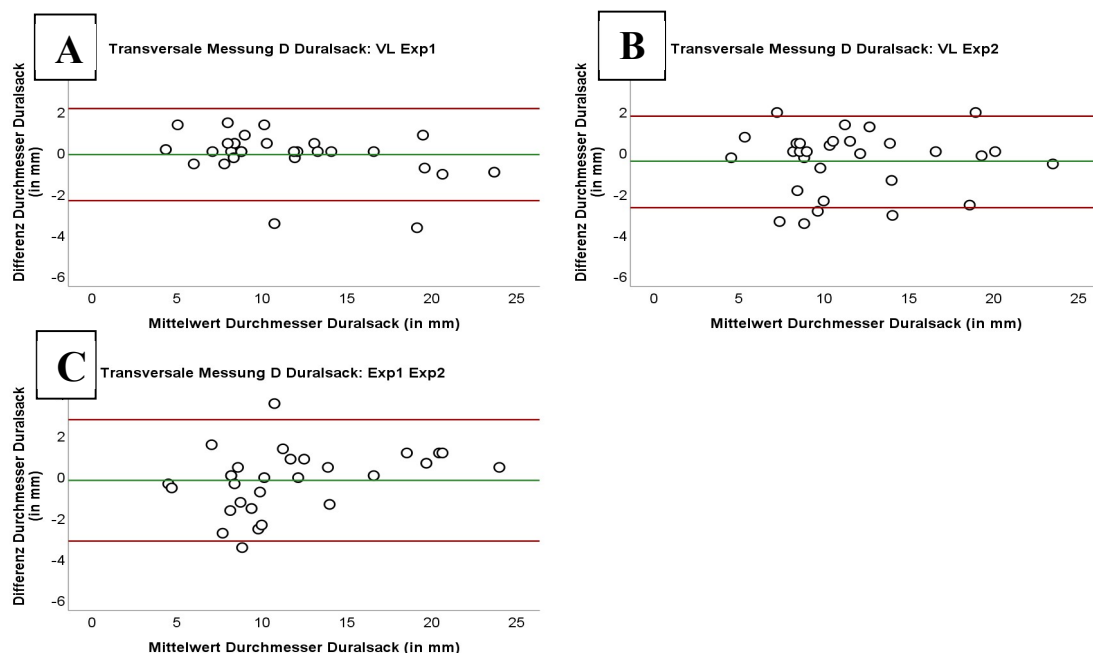 A
Transversale Messung D Duralsack: VL Exp1
Differenz Durchmesser Duralsack
(in mm)
2
0
-2
-4
-6
0 5 10 15 20 25
Mittelwert Durchmesser Duralsack (in mm)
B
Transversale Messung D Duralsack: VL Exp2
Differenz Durchmesser Duralsack
(in mm)
2
0
-2
-4
-6
0 5 10 15 20 25
Mittelwert Durchmesser Duralsack (in mm)
C
Transversale Messung D Duralsack: Exp1 Exp2
Differenz Durchmesser Duralsack
(in mm)
2
0
-2
-4
-6
0 5 10 15 20 25
Mittelwert Durchmesser Duralsack (in mm)